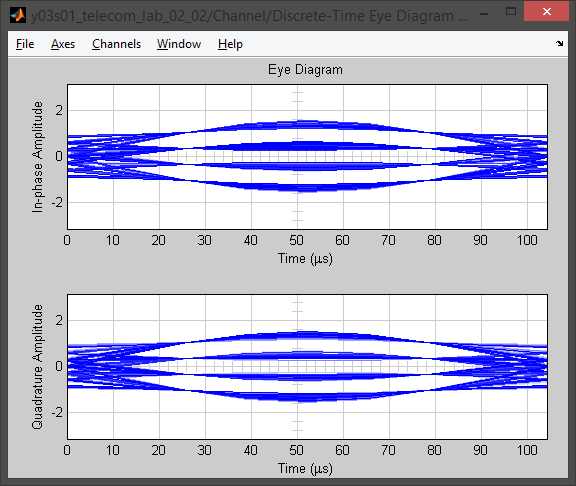 y03s01_telecom_lab_02_02/Channel/Discrete-Time Eye Diagram ...
File Axes Channels Window Help
Eye Diagram
In-phase Amplitude
2
0
-2
0 10 20 30 40 50 60 70 80 90 100
Time (µs)
Quadrature Amplitude
2
0
-2
0 10 20 30 40 50 60 70 80 90 100
Time (µs)